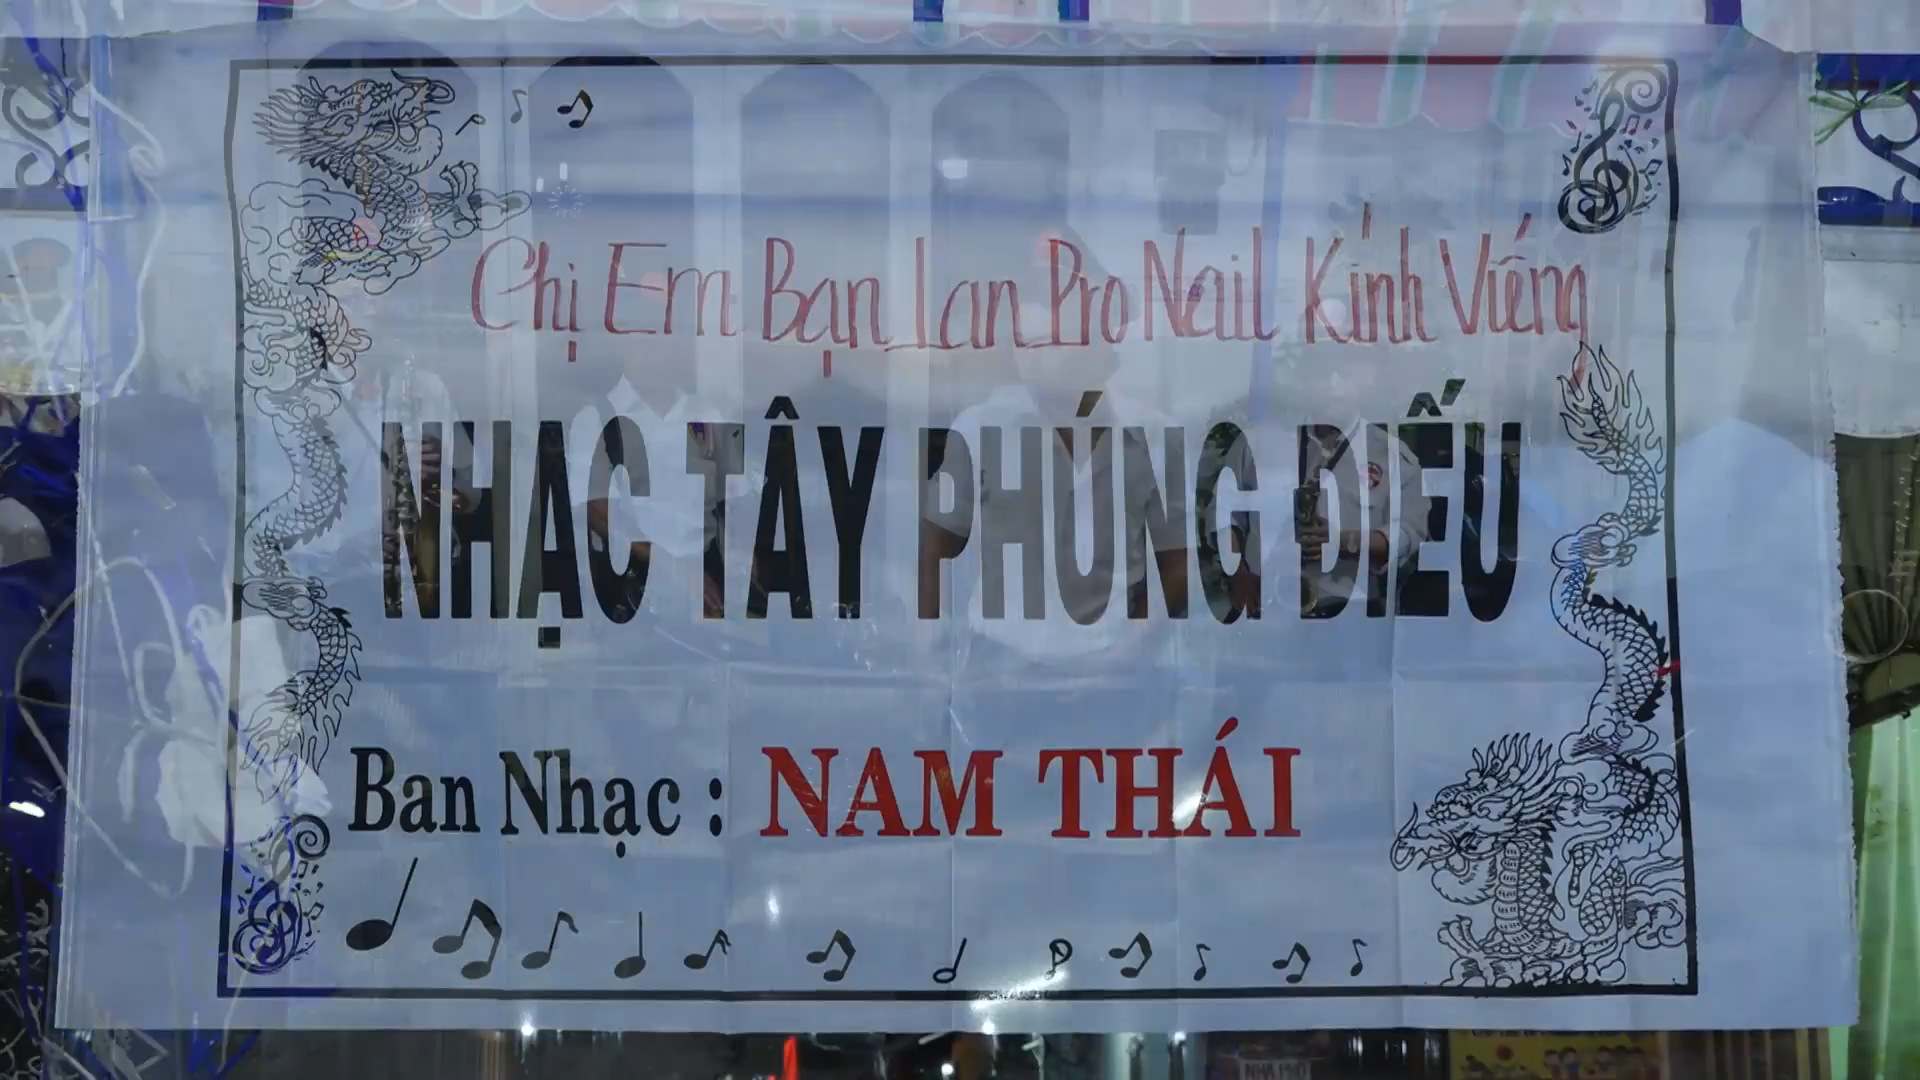 Chị Em Bạn Lan Pro Nail Kính Viếng
NHẠC TÂY PHÚNG ĐIẾU
Ban Nhạc : NAM THÁI